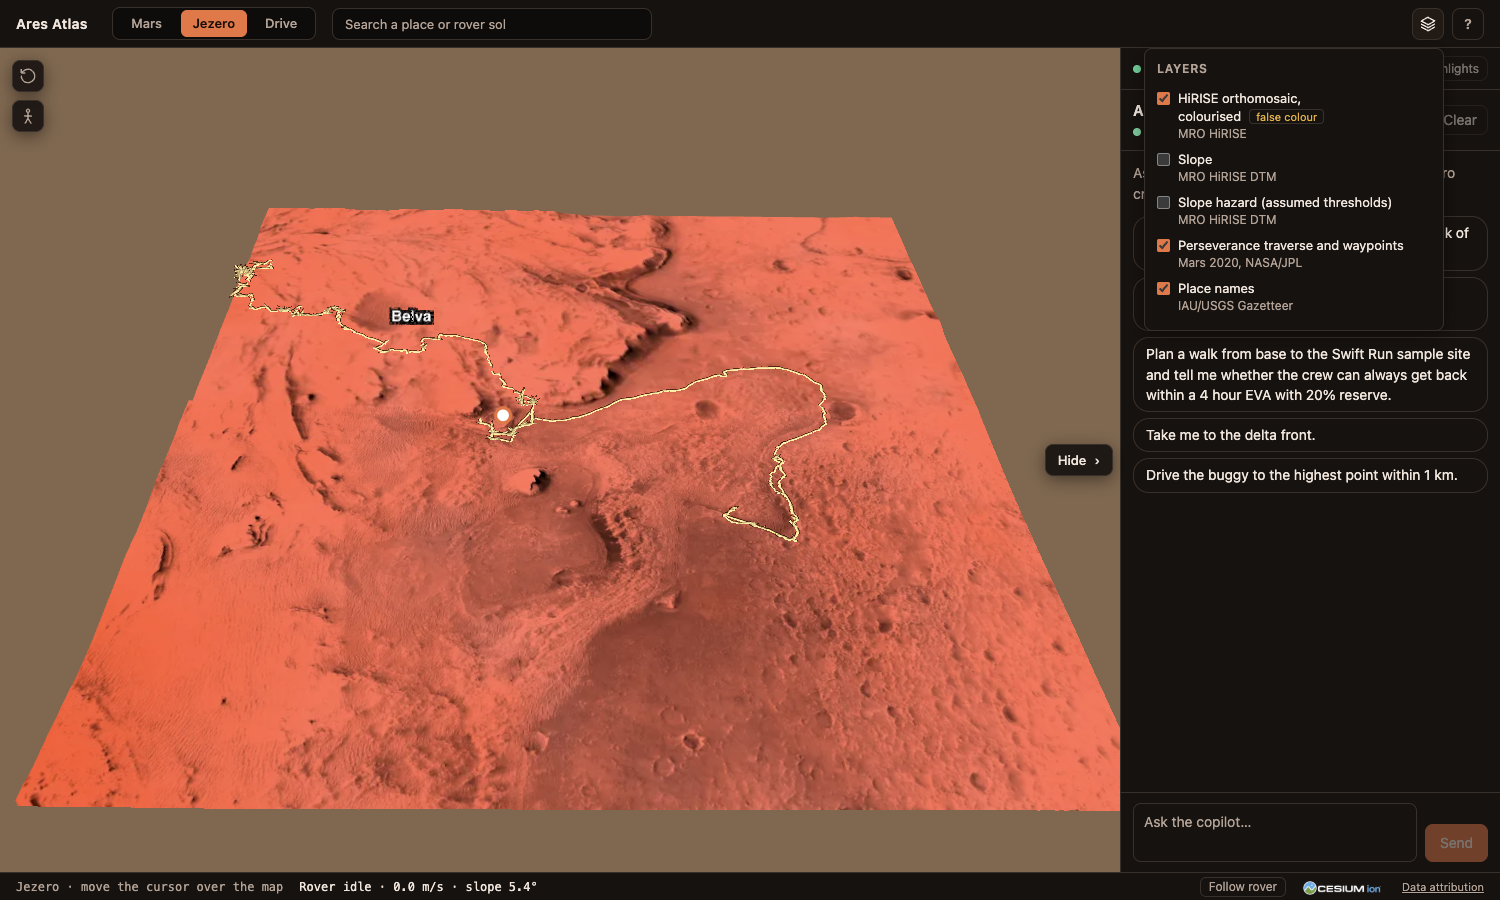 Ares Atlas
Mars
Jezero
Drive
Search a place or rover sol
?
LAYERS
HiRISE orthomosaic,
colourised false colour
MRO HiRISE
Slope
MRO HiRISE DTM
Slope hazard (assumed thresholds)
MRO HiRISE DTM
Perseverance traverse and waypoints
Mars 2020, NASA/JPL
Place names
IAU/USGS Gazetteer
Clear
k of
Plan a walk from base to the Swift Run sample site
and tell me whether the crew can always get back
within a 4 hour EVA with 20% reserve.
Take me to the delta front.
Drive the buggy to the highest point within 1 km.
Belva
Hide ›
Ask the copilot...
Send
Jezero · move the cursor over the map Rover idle · 0.0 m/s · slope 5.4°
Follow rover
CESIUM ion
Data attribution